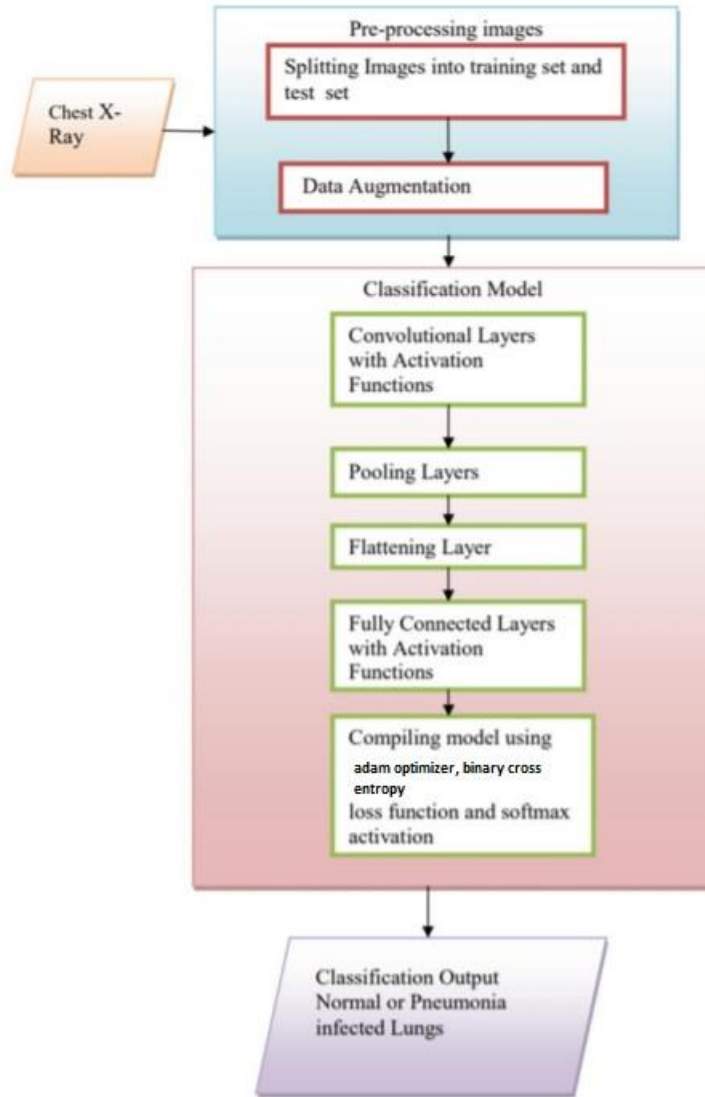 Pre-processing images
Splitting Images into training set and
test set
Chest X-
Ray
Data Augmentation
Classification Model
Convolutional Layers
with Activation
Functions
Pooling Layers
Flattening Layer
Fully Connected Layers
with Activation
Functions
Compiling model using
adam optimizer, binary cross
entropy
loss function and softmax
activation
Classification Output
Normal or Pneumonia
infected Lungs